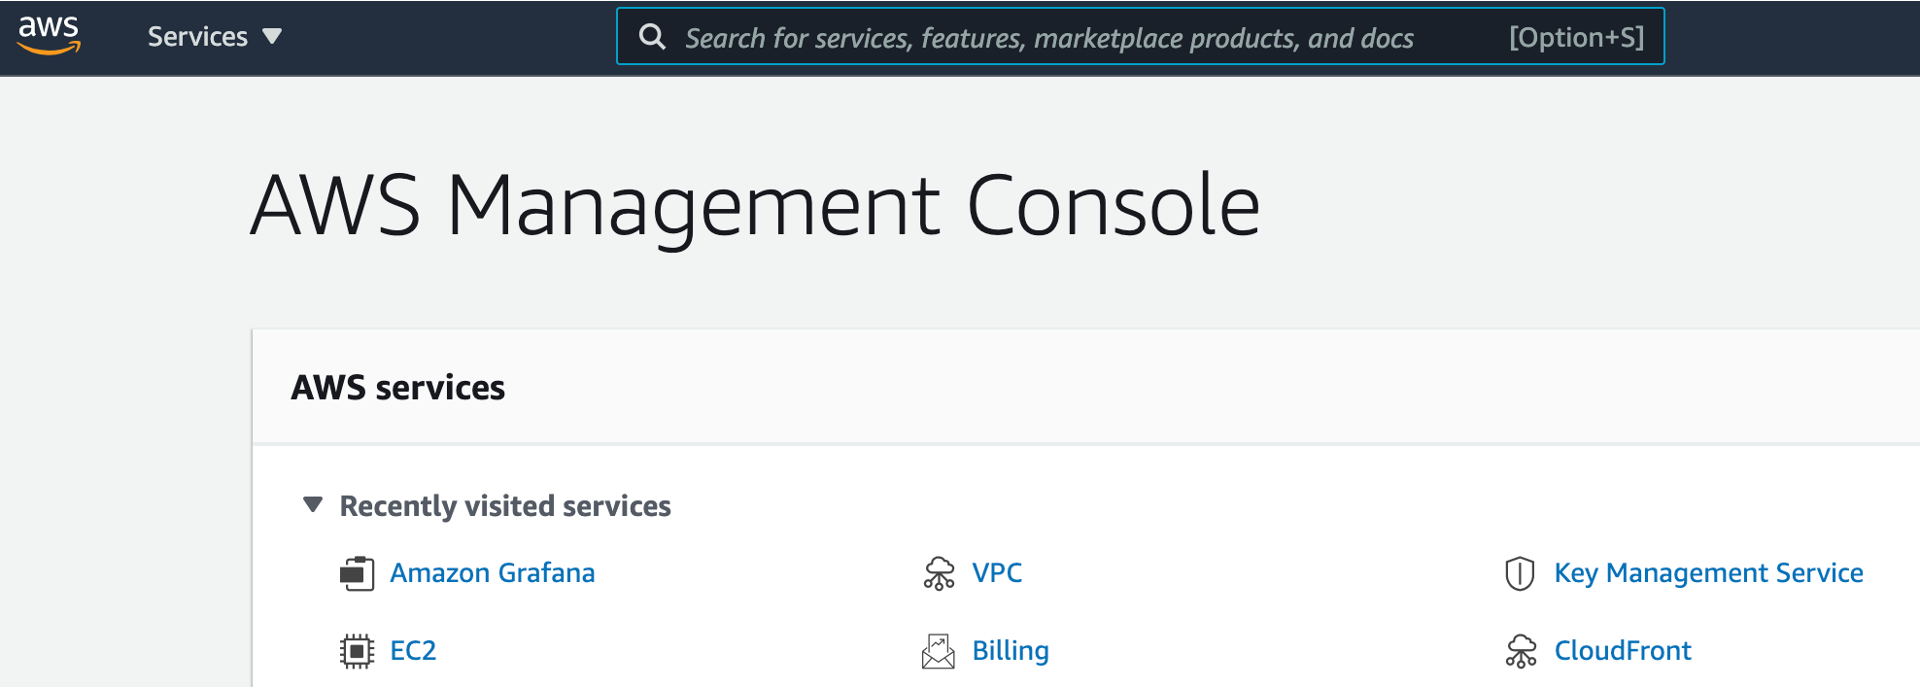 aws Services Search for services, features, marketplace products, and docs [Option+S]
AWS Management Console
AWS services
Recently visited services
Amazon Grafana VPC Key Management Service
EC2 Billing CloudFront